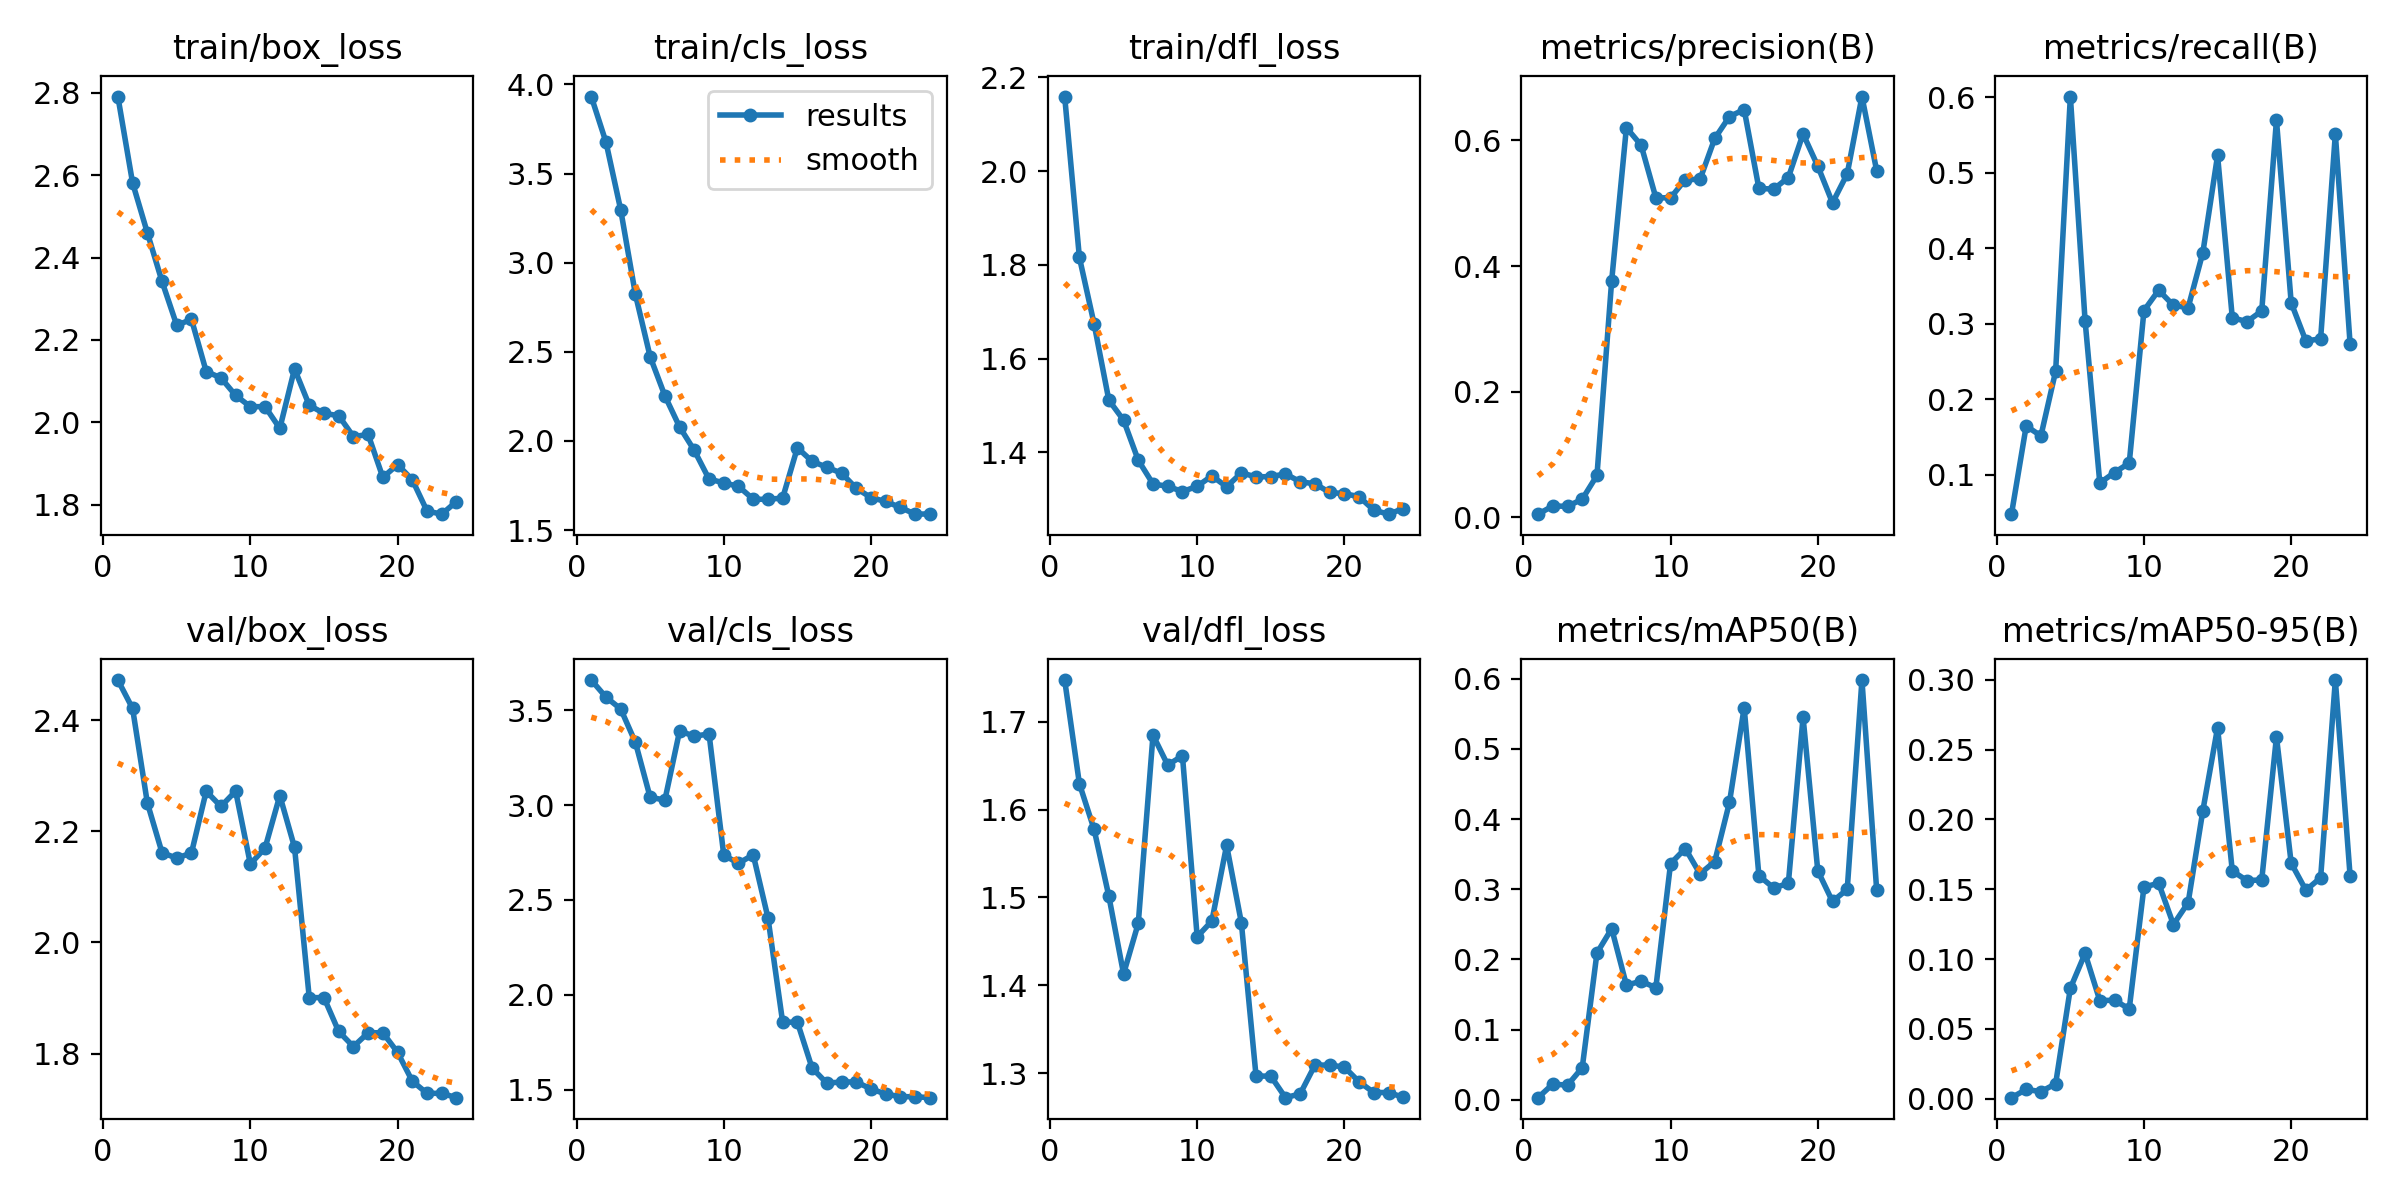 train/box_loss
2.8
2.6
2.4
2.2
2.0
1.8
0 10 20
train/cls_loss
results
smooth
4.0
3.5
3.0
2.5
2.0
1.5
0 10 20
train/dfl_loss
2.2
2.0
1.8
1.6
1.4
0 10 20
metrics/precision(B)
0.6
0.4
0.2
0.0
0 10 20
metrics/recall(B)
0.6
0.5
0.4
0.3
0.2
0.1
0 10 20
val/box_loss
2.4
2.2
2.0
1.8
0 10 20
val/cls_loss
3.5
3.0
2.5
2.0
1.5
0 10 20
val/dfl_loss
1.7
1.6
1.5
1.4
1.3
0 10 20
metrics/mAP50(B)
0.6
0.5
0.4
0.3
0.2
0.1
0.0
0 10 20
metrics/mAP50-95(B)
0.30
0.25
0.20
0.15
0.10
0.05
0.00
0 10 20